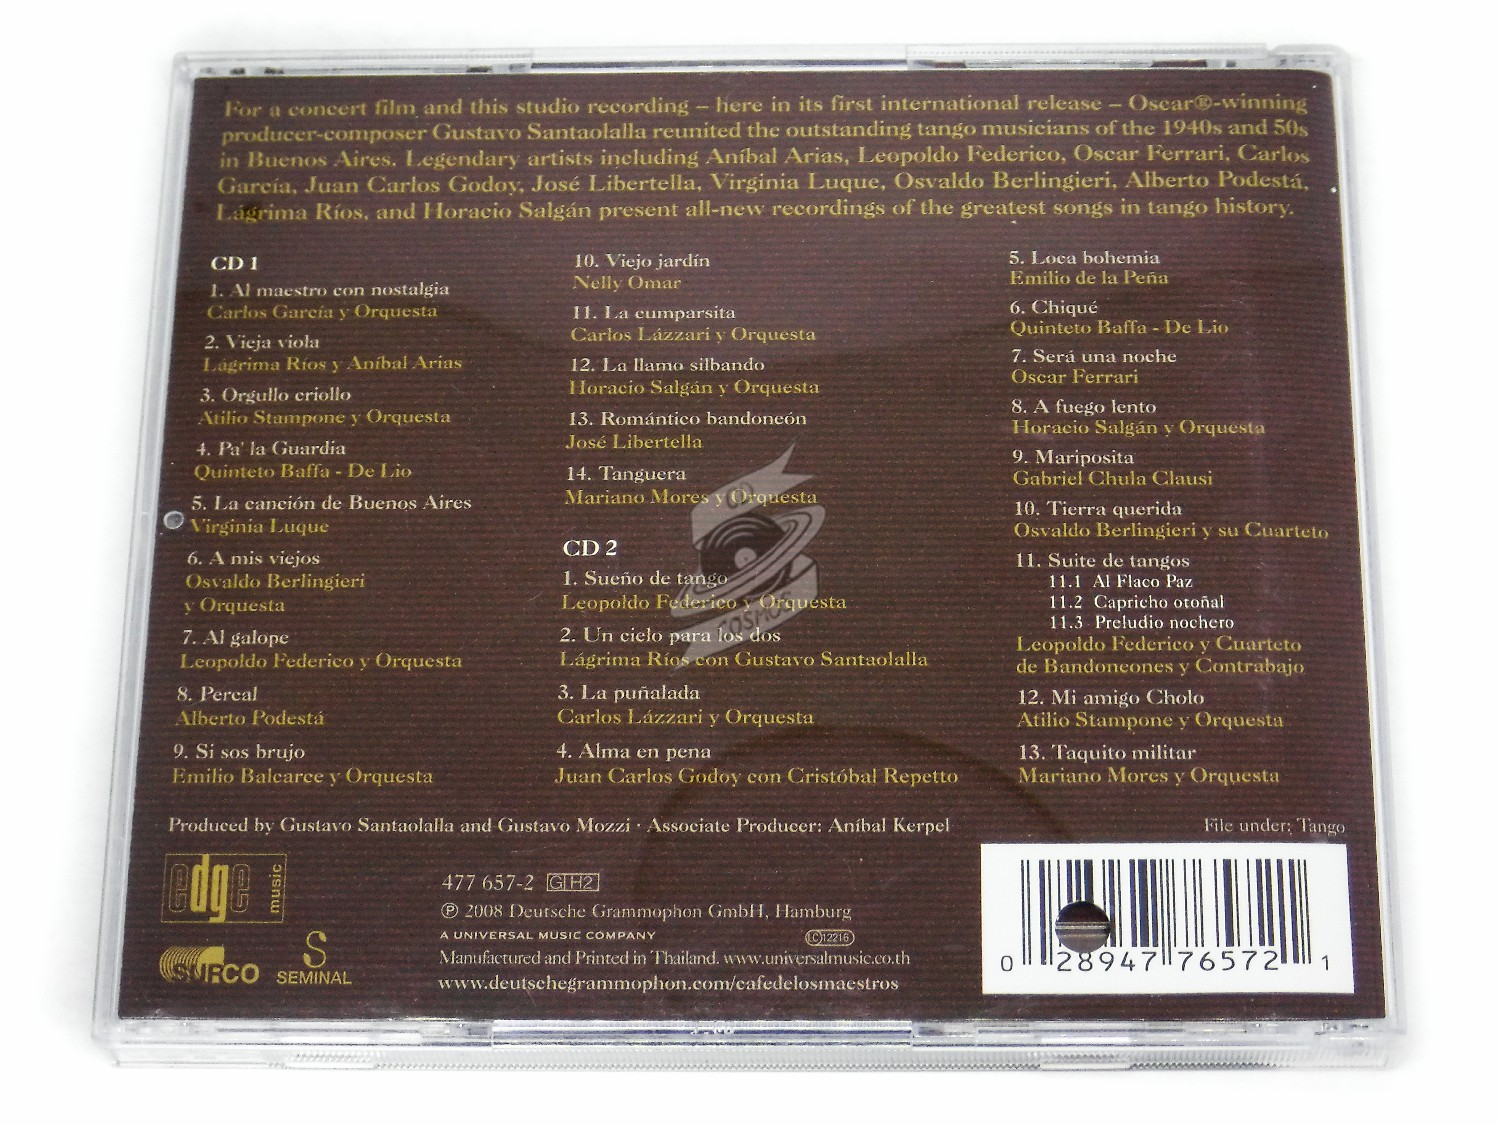 For a concert film and this studio recording – here in its first international release – Oscar®-winning
producer-composer Gustavo Santaolalla reunited the outstanding tango musicians of the 1940s and 50s
in Buenos Aires. Legendary artists including Aníbal Arias, Leopoldo Federico, Oscar Ferrari, Carlos
García, Juan Carlos Godoy, José Libertella, Virginia Luque, Osvaldo Berlingieri, Alberto Podestá,
Lágrima Ríos, and Horacio Salgán present all-new recordings of the greatest songs in tango history.
CD 1
1. Al maestro con nostalgia
Carlos García y Orquesta
2. Vieja viola
Lágrima Ríos y Aníbal Arias
3. Orgullo criollo
Atilio Stampone y Orquesta
4. Pa' la Guardia
Quinteto Baffa - De Lio
5. La canción de Buenos Aires
Virginia Luque
6. A mis viejos
Osvaldo Berlingieri
y Orquesta
7. Al galope
Leopoldo Federico y Orquesta
8. Percal
Alberto Podestá
9. Si sos brujo
Emilio Balcarce y Orquesta
10. Viejo jardín
Nelly Omar
11. La cumparsita
Carlos Lázzari y Orquesta
12. La llamo silbando
Horacio Salgán y Orquesta
13. Romántico bandoneón
José Libertella
14. Tanguera
Mariano Mores y Orquesta
CD 2
1. Sueño de tango
Leopoldo Federico y Orquesta
2. Un cielo para los dos
Lágrima Ríos con Gustavo Santaolalla
3. La puñalada
Carlos Lázzari y Orquesta
4. Alma en pena
Juan Carlos Godoy con Cristóbal Repetto
5. Loca bohemia
Emilio de la Peña
6. Chiqué
Quinteto Baffa - De Lio
7. Será una noche
Oscar Ferrari
8. A fuego lento
Horacio Salgán y Orquesta
9. Mariposita
Gabriel Chula Clausi
10. Tierra querida
Osvaldo Berlingieri y su Cuarteto
11. Suite de tangos
11.1 Al Flaco Paz
11.2 Capricho otoñal
11.3 Preludio nochero
Leopoldo Federico y Cuarteto
de Bandoneones y Contrabajo
12. Mi amigo Cholo
Atilio Stampone y Orquesta
13. Taquito militar
Mariano Mores y Orquesta
CD
COSMOS
Produced by Gustavo Santaolalla and Gustavo Mozzi · Associate Producer: Aníbal Kerpel
File under: Tango
edge music
SURCO
S
SEMINAL
477 657-2 GH2
℗ 2008 Deutsche Grammophon GmbH, Hamburg
A UNIVERSAL MUSIC COMPANY
LC 12216
Manufactured and Printed in Thailand. www.universalmusic.co.th
www.deutschegrammophon.com/cafedelosmaestros
0 28947 76572 1